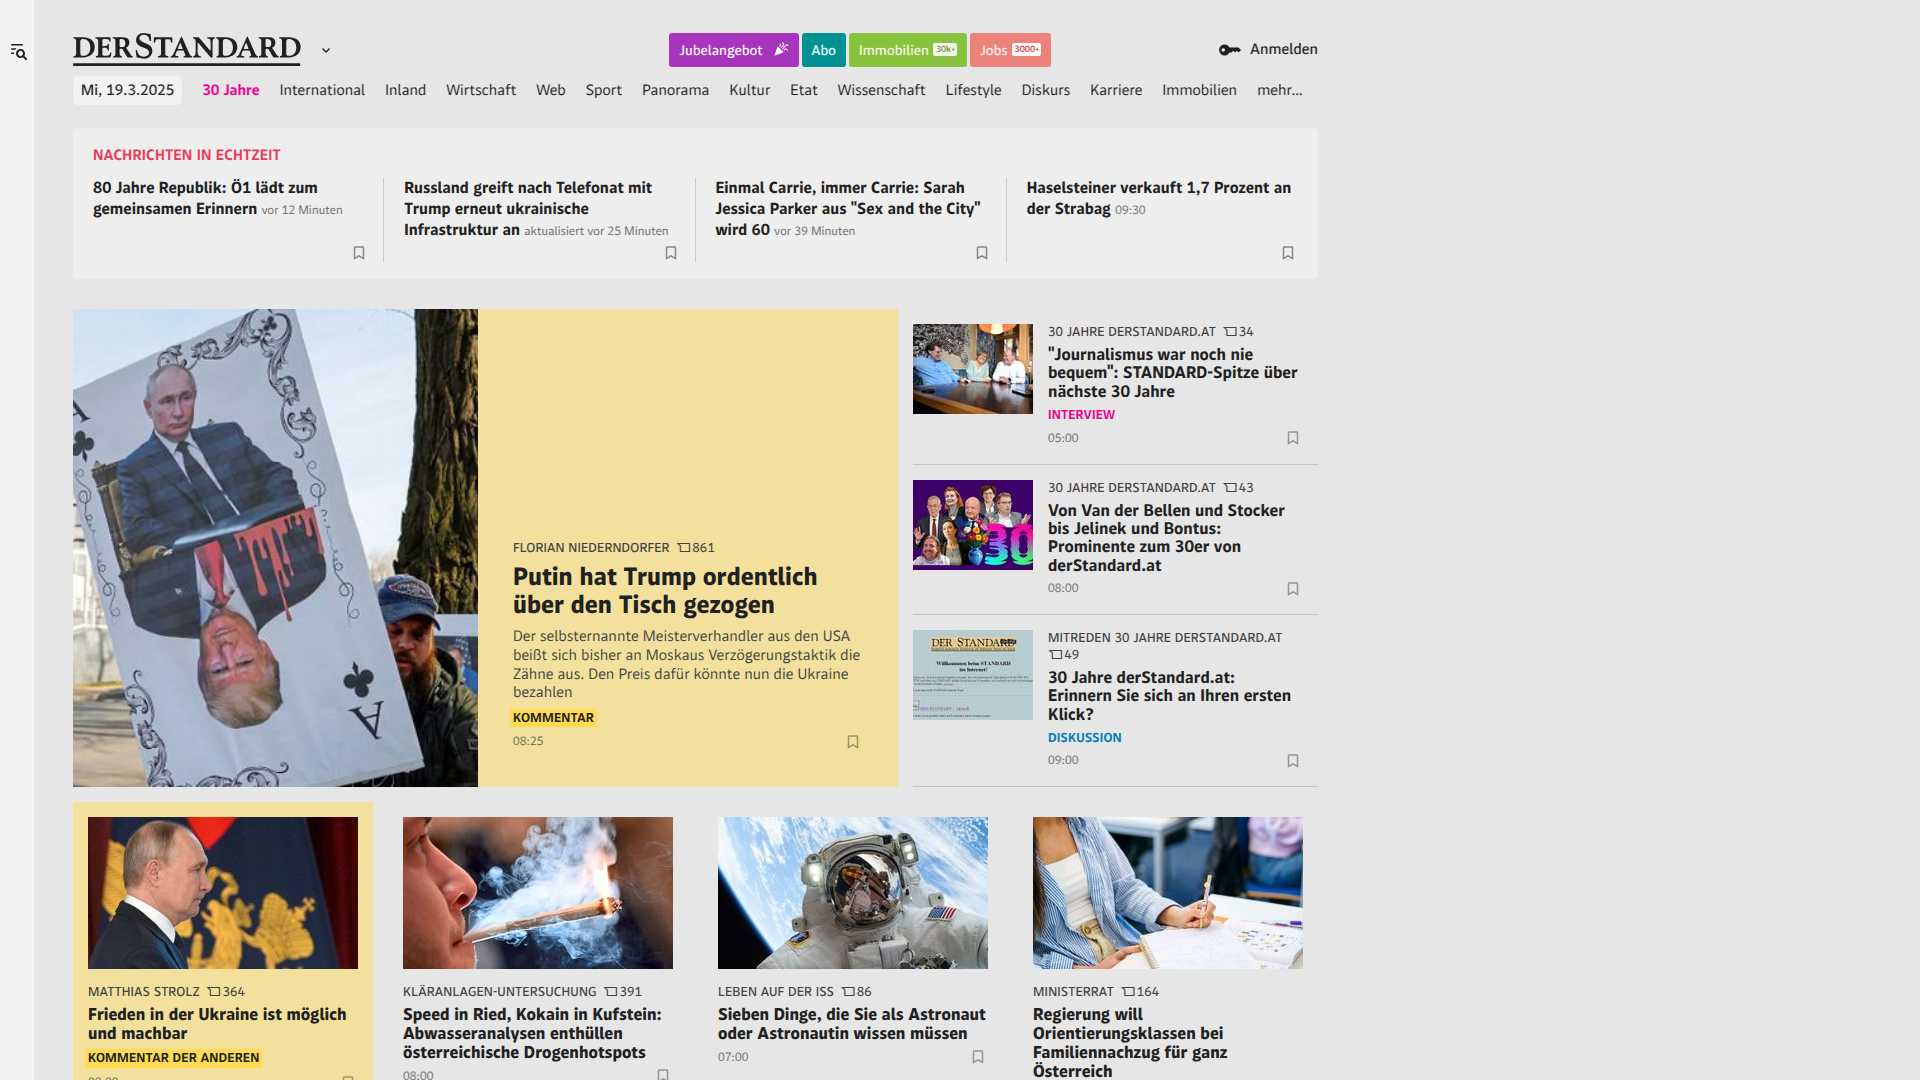 DERSTANDARD
Jubelangebot
Abo
Immobilien 30k+
Jobs 3000+
Anmelden
Mi, 19.3.2025
30 Jahre
International
Inland
Wirtschaft
Web
Sport
Panorama
Kultur
Etat
Wissenschaft
Lifestyle
Diskurs
Karriere
Immobilien
mehr...
NACHRICHTEN IN ECHTZEIT
80 Jahre Republik: Ö1 lädt zum
gemeinsamen Erinnern vor 12 Minuten
Russland greift nach Telefonat mit
Trump erneut ukrainische
Infrastruktur an aktualisiert vor 25 Minuten
Einmal Carrie, immer Carrie: Sarah
Jessica Parker aus "Sex and the City"
wird 60 vor 39 Minuten
Haselsteiner verkauft 1,7 Prozent an
der Strabag 09:30
A
A
FLORIAN NIEDERNDORFER 861
Putin hat Trump ordentlich
über den Tisch gezogen
Der selbsternannte Meisterverhandler aus den USA
beißt sich bisher an Moskaus Verzögerungstaktik die
Zähne aus. Den Preis dafür könnte nun die Ukraine
bezahlen
KOMMENTAR
08:25
30 JAHRE DERSTANDARD.AT 34
"Journalismus war noch nie
bequem": STANDARD-Spitze über
nächste 30 Jahre
INTERVIEW
05:00
30
30 JAHRE DERSTANDARD.AT 43
Von Van der Bellen und Stocker
bis Jelinek und Bontus:
Prominente zum 30er von
derStandard.at
08:00
DER STANDARD
Willkommen beim STANDARD
im Internet!
MITREDEN 30 JAHRE DERSTANDARD.AT
49
30 Jahre derStandard.at:
Erinnern Sie sich an Ihren ersten
Klick?
DISKUSSION
09:00
MATTHIAS STROLZ 364
Frieden in der Ukraine ist möglich
und machbar
KOMMENTAR DER ANDEREN
KLÄRANLAGEN-UNTERSUCHUNG 391
Speed in Ried, Kokain in Kufstein:
Abwasseranalysen enthüllen
österreichische Drogenhotspots
08:00
LEBEN AUF DER ISS 86
Sieben Dinge, die Sie als Astronaut
oder Astronautin wissen müssen
07:00
MINISTERRAT 164
Regierung will
Orientierungsklassen bei
Familiennachzug für ganz
Österreich